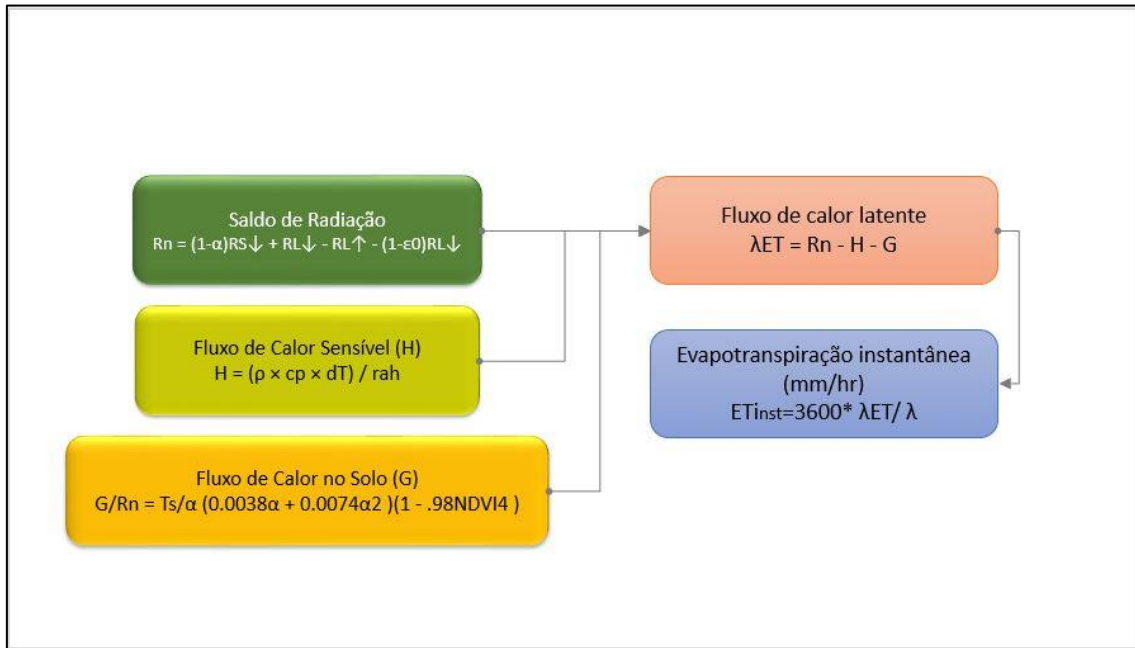 Saldo de Radiação
Rn = (1-α)RS↓ + RL↓ - RL↑ - (1-ε0)RL↓
Fluxo de Calor Sensível (H)
H = (ρ × cp × dT) / rah
Fluxo de Calor no Solo (G)
G/Rn = Ts/α (0.0038α + 0.0074α2 )(1 - .98NDVI4 )
Fluxo de calor latente
λET = Rn - H - G
Evapotranspiração instantânea
(mm/hr)
ETinst=3600* λET/ λ